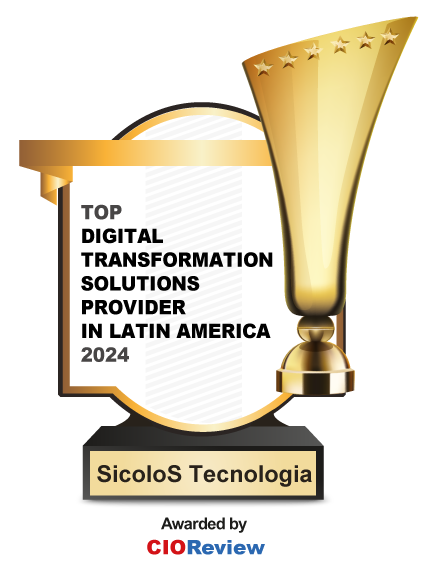 TOP
DIGITAL
TRANSFORMATION
SOLUTIONS
PROVIDER
IN LATIN AMERICA
2024
SicoloS Tecnologia
Awarded by
CIOReview